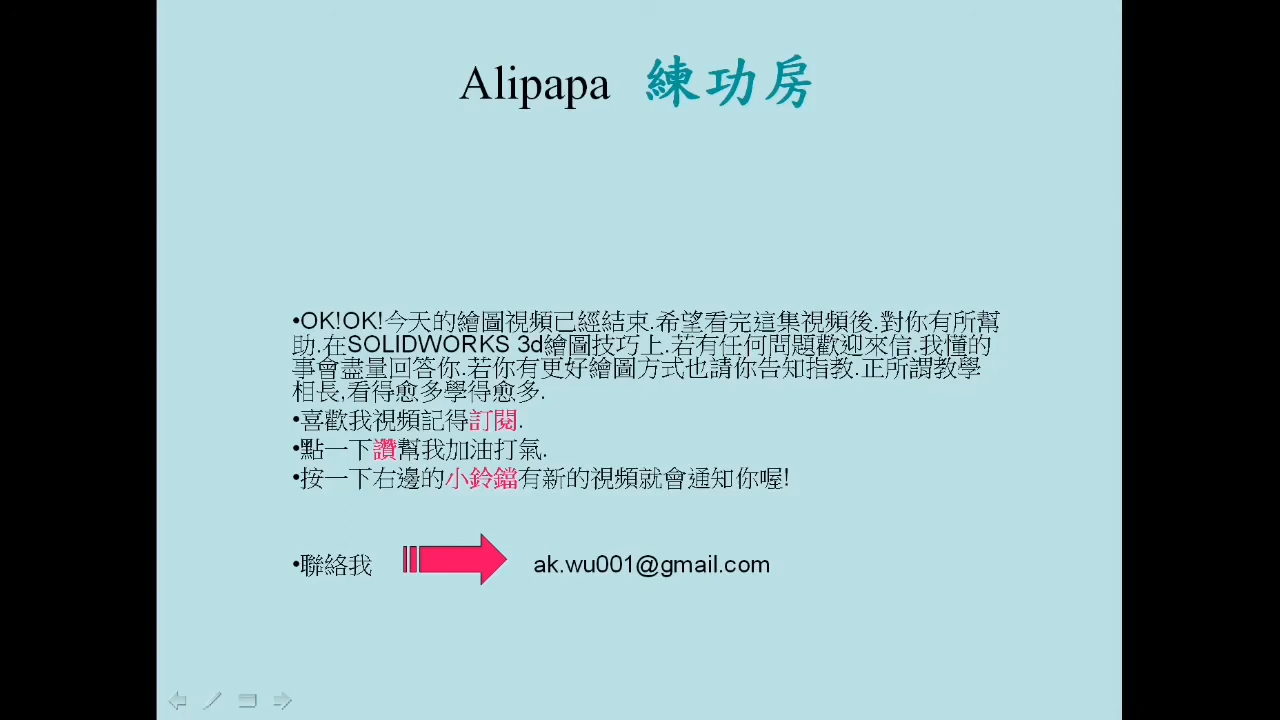 Alipapa 練功房
•OK!OK!今天的繪圖視頻已經結束.希望看完這集視頻後.對你有所幫
助.在SOLIDWORKS 3d繪圖技巧上.若有任何問題歡迎來信.我懂的
事會盡量回答你.若你有更好繪圖方式也請你告知指教.正所謂教學
相長,看得愈多學得愈多.
•喜歡我視頻記得訂閱.
•點一下讚幫我加油打氣.
•按一下右邊的小鈴鐺有新的視頻就會通知你喔!
•聯絡我 ak.wu001@gmail.com